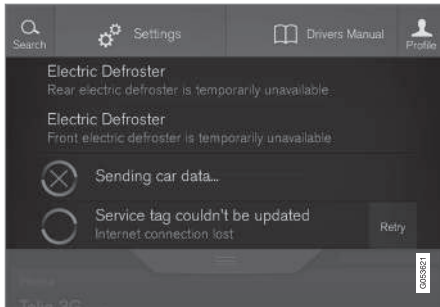 Search
Settings
Drivers Manual
Profile
Electric Defroster
Rear electric defroster is temporarily unavailable
Electric Defroster
Front electric defroster is temporarily unavailable
Sending car data...
Service tag couldn't be updated
Internet connection lost
Retry
G053621